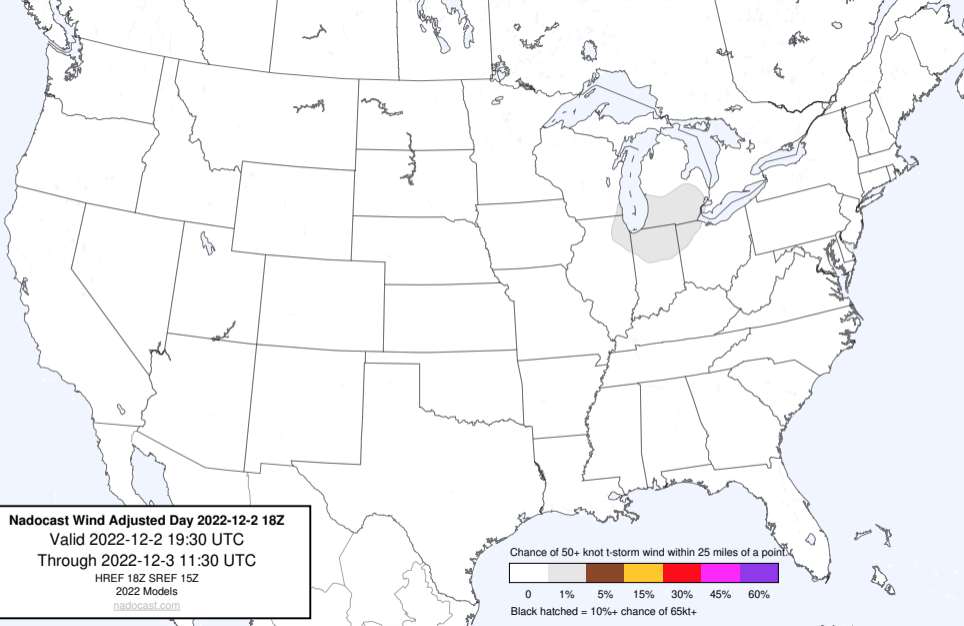 Nadocast Wind Adjusted Day 2022-12-2 18Z
Valid 2022-12-2 19:30 UTC
Through 2022-12-3 11:30 UTC
HREF 18Z SREF 15Z
2022 Models
nadocast.com
Chance of 50+ knot t-storm wind within 25 miles of a point.
0 1% 5% 15% 30% 45% 60%
Black hatched = 10%+ chance of 65kt+